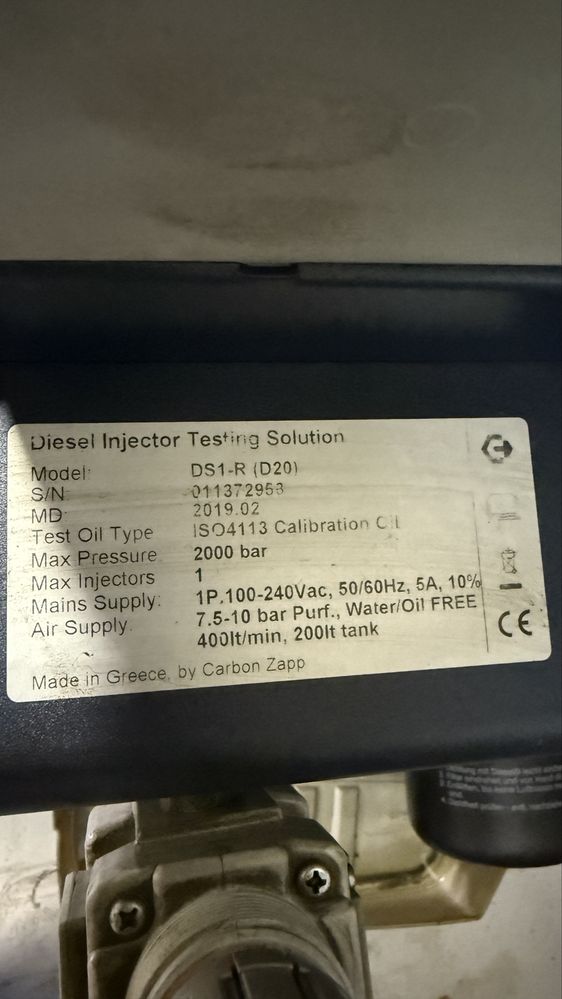 Diesel Injector Testing Solution
Model: DS1-R (D20)
S/N 011372953
MD: 2019.02
Test Oil Type ISO4113 Calibration Oil
Max Pressure 2000 bar
Max Injectors 1
Mains Supply: 1P.100-240Vac, 50/60Hz, 5A, 10%
Air Supply: 7.5-10 bar Purf., Water/Oil FREE
400lt/min, 200lt tank
CE
Made in Greece, by Carbon Zapp